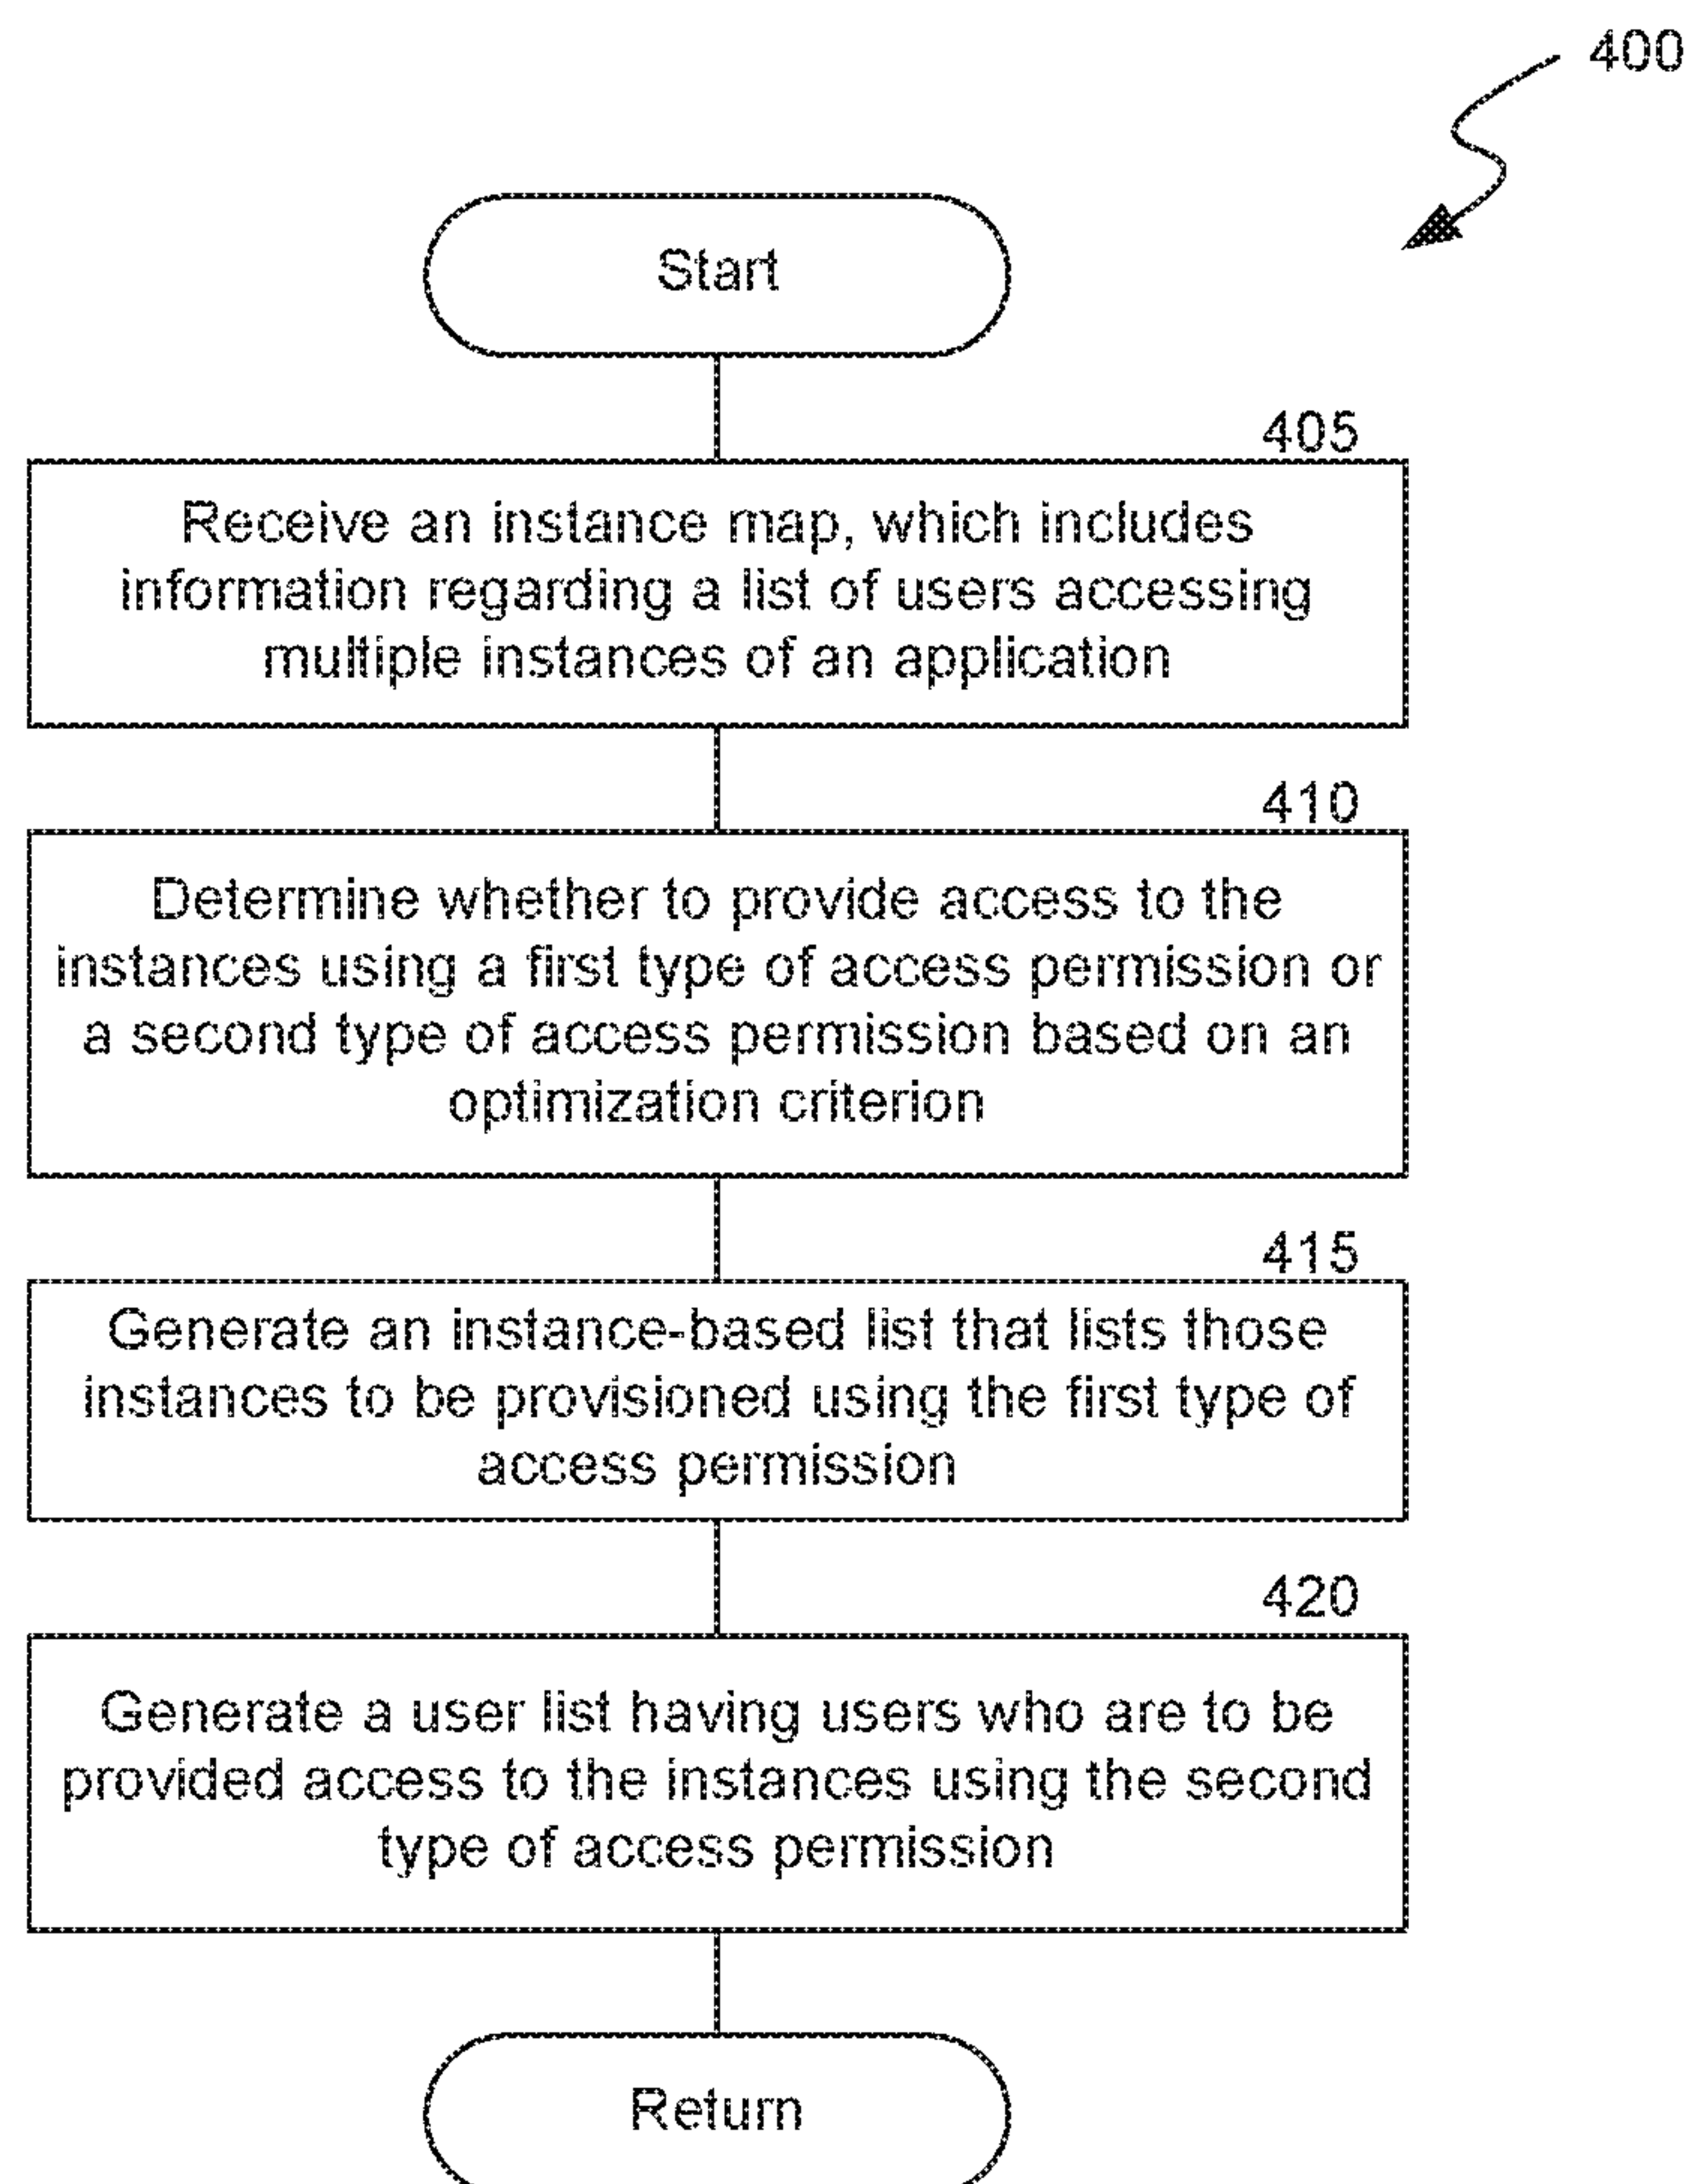 400
Start
405
Receive an instance map, which includes
information regarding a list of users accessing
multiple instances of an application
410
Determine whether to provide access to the
instances using a first type of access permission or
a second type of access permission based on an
optimization criterion
415
Generate an instance-based list that lists those
instances to be provisioned using the first type of
access permission
420
Generate a user list having users who are to be
provided access to the instances using the second
type of access permission
Return